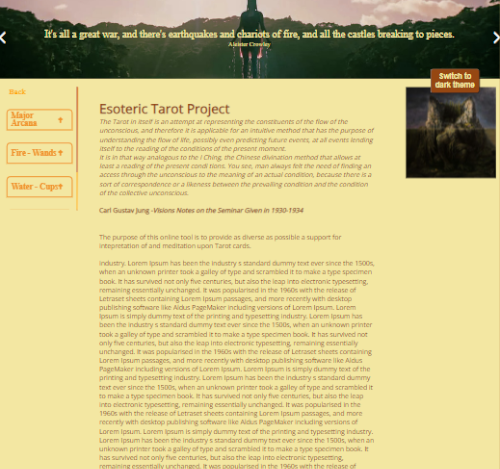 It's all a great war, and there's earthquakes and chariots of fire, and all the castles breaking to pieces.
Aleister Crowley
Switch to
dark theme
Back
Major
Arcana
Fire - Wands
Water - Cups
Esoteric Tarot Project
The Tarot in itself is an attempt at representing the constituents of the flow of the
unconscious, and therefore it is applicable for an intuitive method that has the purpose of
understanding the flow of life, possibly even predicting future events, at all events lending
itself to the reading of the conditions of the present moment.
It is in that way analogous to the I Ching, the Chinese divination method that allows at
least a reading of the present condi tions. You see, man always felt the need of finding an
access through the unconscious to the meaning of an actual condition, because there is a
sort of correspondence or a likeness between the prevailing condition and the condition
of the collective unconscious.
Carl Gustav Jung -Visions Notes on the Seminar Given in 1930-1934
The purpose of this online tool is to provide as diverse as possible a support for
intepretation of and meditation upon Tarot cards.
industry. Lorem Ipsum has been the industry s standard dummy text ever since the 1500s,
when an unknown printer took a galley of type and scrambled it to make a type specimen
book. It has survived not only five centuries, but also the leap into electronic typesetting,
remaining essentially unchanged. It was popularised in the 1960s with the release of
Letraset sheets containing Lorem Ipsum passages, and more recently with desktop
publishing software like Aldus PageMaker including versions of Lorem Ipsum. Lorem
Ipsum is simply dummy text of the printing and typesetting industry. Lorem Ipsum has
been the industry s standard dummy text ever since the 1500s, when an unknown printer
took a galley of type and scrambled it to make a type specimen book. It has survived not
only five centuries, but also the leap into electronic typesetting, remaining essentially
unchanged. It was popularised in the 1960s with the release of Letraset sheets containing
Lorem Ipsum passages, and more recently with desktop publishing software like Aldus
PageMaker including versions of Lorem Ipsum. Lorem Ipsum is simply dummy text of the
printing and typesetting industry. Lorem Ipsum has been the industry s standard dummy
text ever since the 1500s, when an unknown printer took a galley of type and scrambled it
to make a type specimen book. It has survived not only five centuries, but also the leap
into electronic typesetting, remaining essentially unchanged. It was popularised in the
1960s with the release of Letraset sheets containing Lorem Ipsum passages, and more
recently with desktop publishing software like Aldus PageMaker including versions of
Lorem Ipsum. Lorem Ipsum is simply dummy text of the printing and typesetting industry.
Lorem Ipsum has been the industry s standard dummy text ever since the 1500s, when an
unknown printer took a galley of type and scrambled it to make a type specimen book. It
has survived not only five centuries, but also the leap into electronic typesetting,
remaining essentially unchanged. It was popularised in the 1960s with the release of